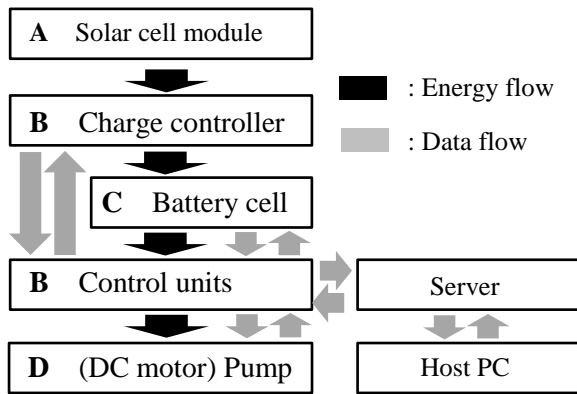 A Solar cell module
B Charge controller
: Energy flow
: Data flow
C Battery cell
B Control units
Server
D (DC motor) Pump
Host PC